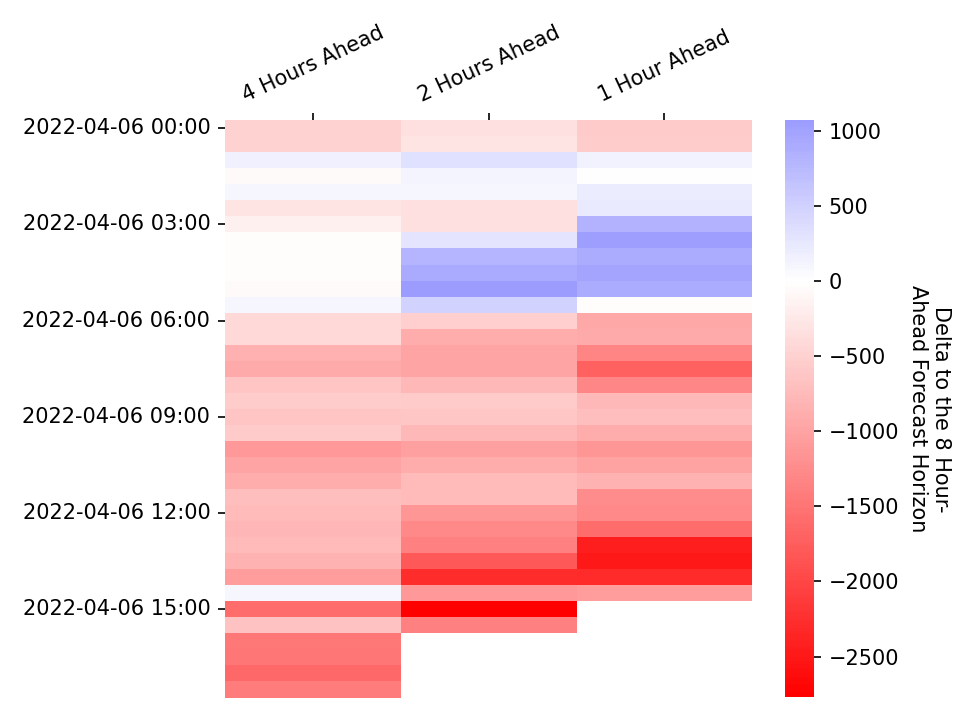 4 Hours Ahead
2 Hours Ahead
1 Hour Ahead
2022-04-06 00:00
2022-04-06 03:00
2022-04-06 06:00
2022-04-06 09:00
2022-04-06 12:00
2022-04-06 15:00
1000
500
0
−500
−1000
−1500
−2000
−2500
Delta to the 8 Hour-
Ahead Forecast Horizon